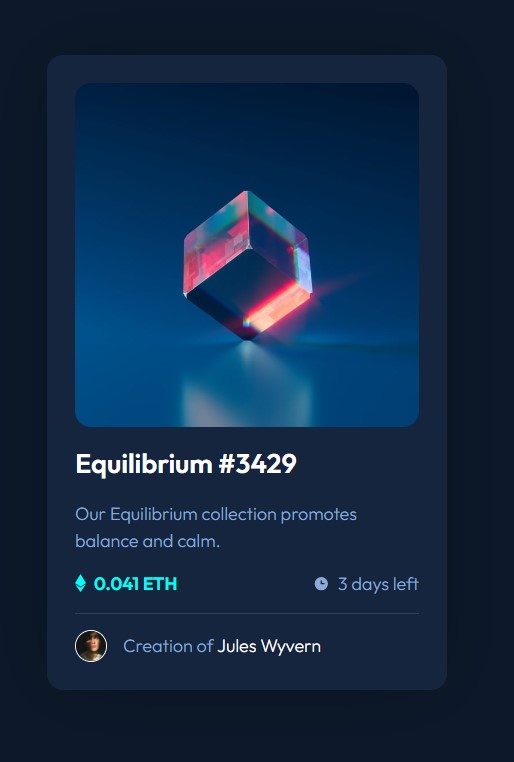 Equilibrium #3429
Our Equilibrium collection promotes
balance and calm.
0.041 ETH
3 days left
Creation of Jules Wyvern